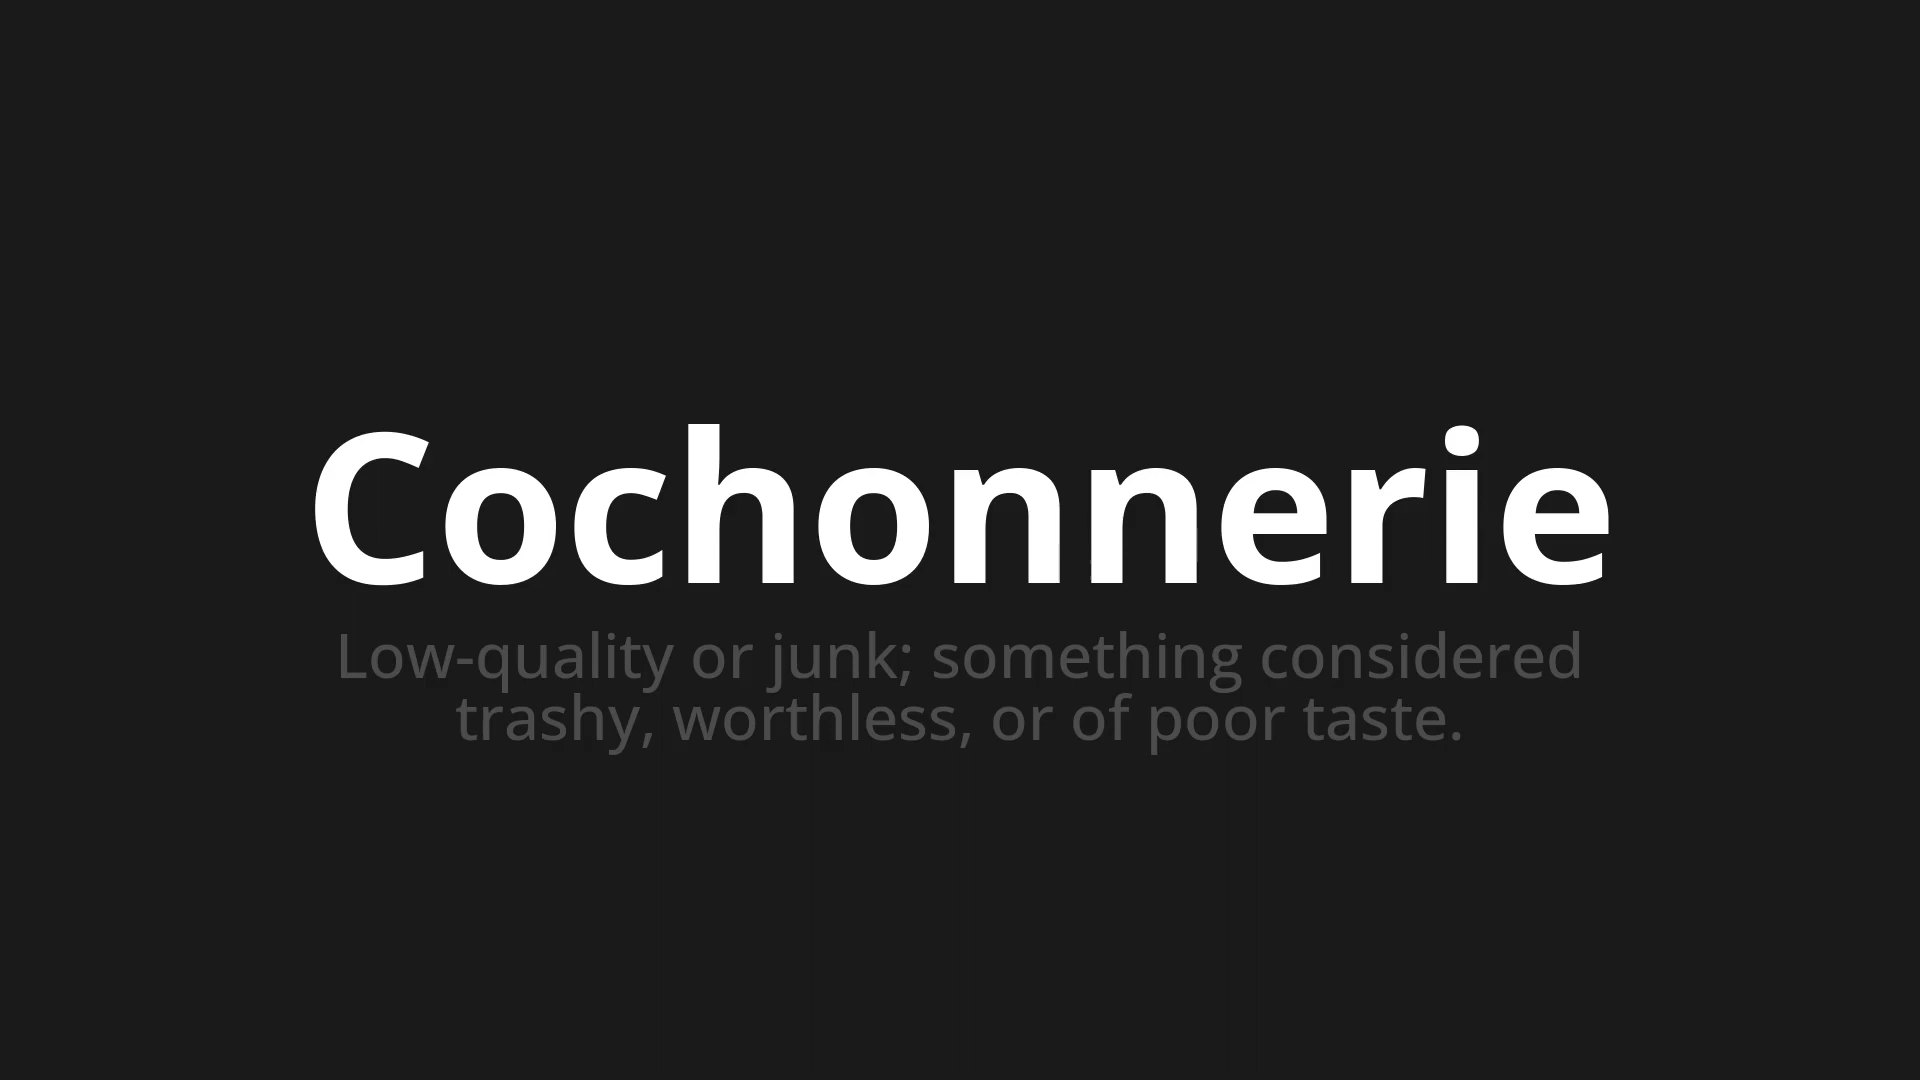 Cochonnerie
Low-quality or junk; something considered
trashy, worthless, or of poor taste.